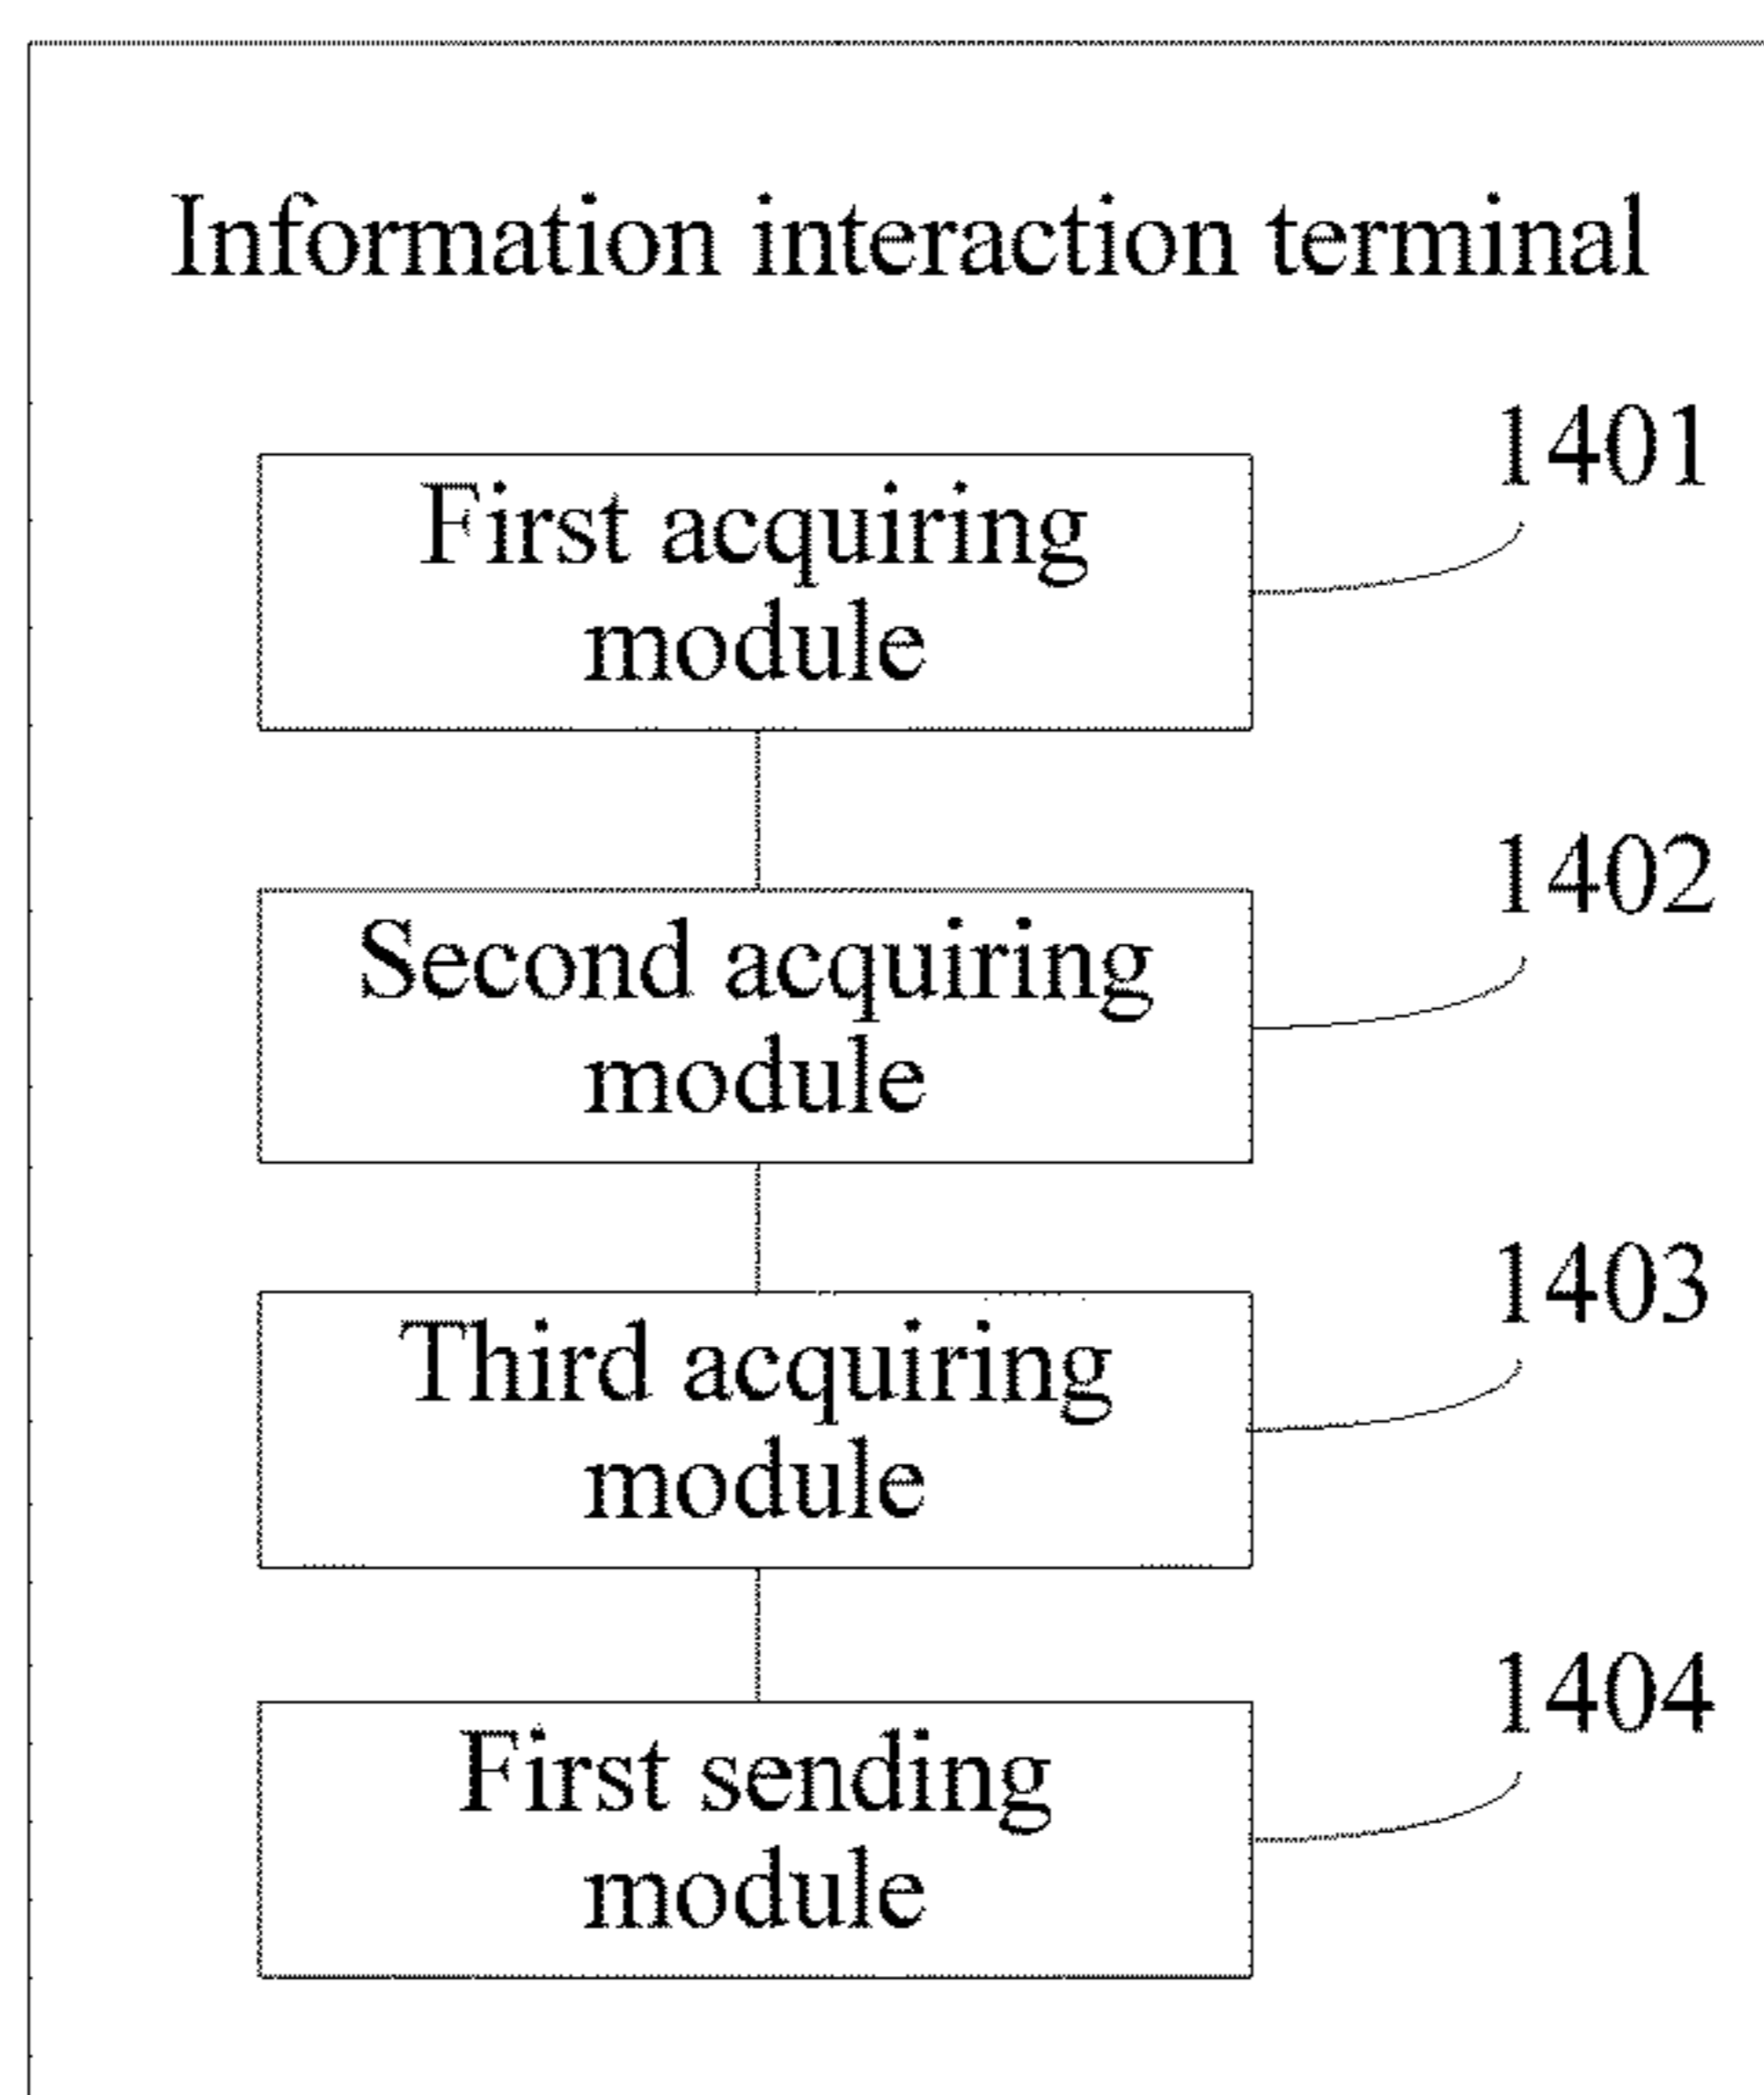 Information interaction terminal
1401
First acquiring
module
1402
Second acquiring
module
1403
Third acquiring
module
1404
First sending
module